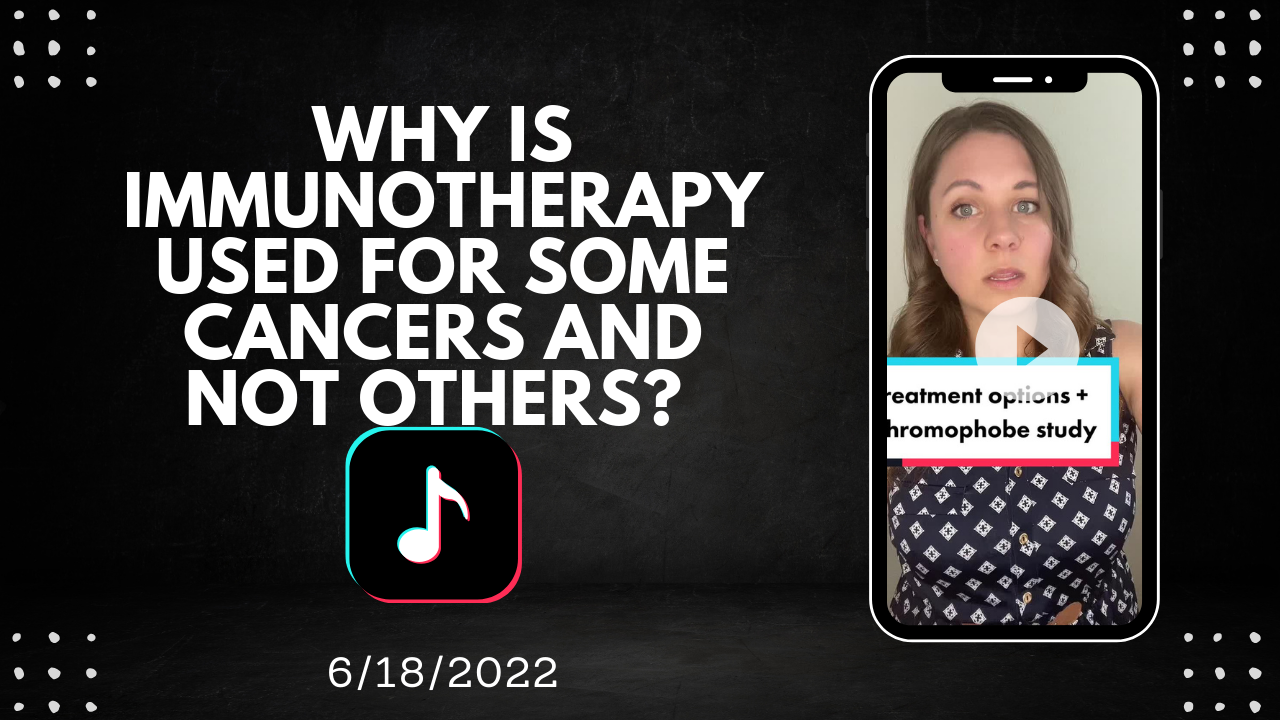 WHY IS
IMMUNOTHERAPY
USED FOR SOME
CANCERS AND
NOT OTHERS?
6/18/2022
reatment options +
hromophobe study